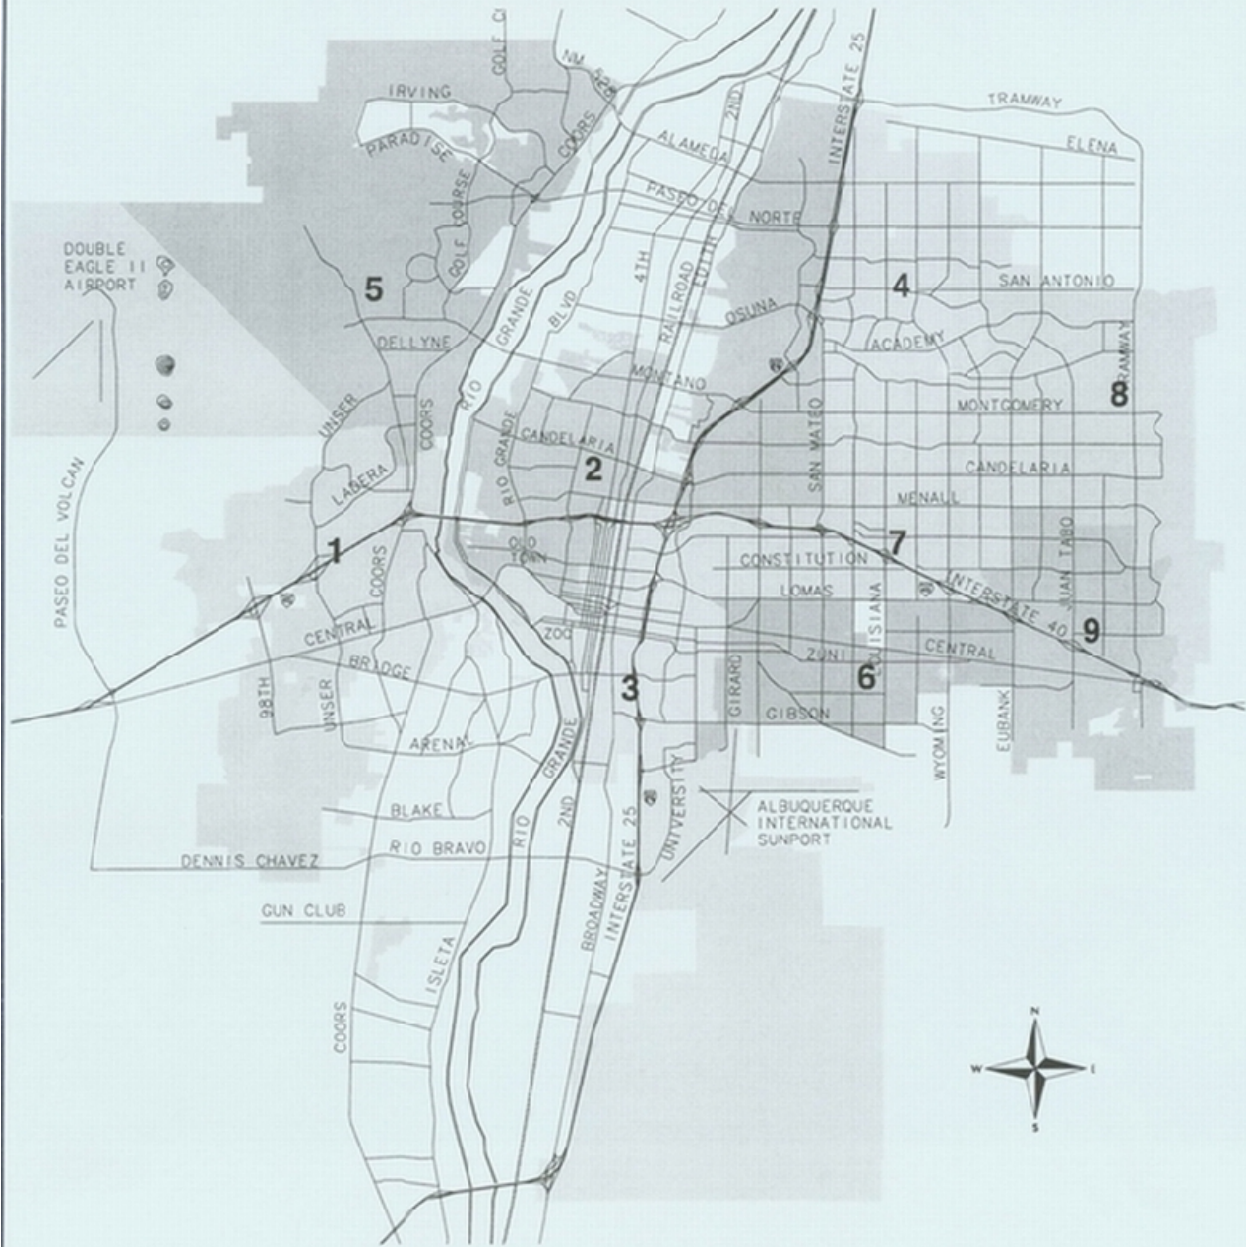 GOLF C
NM 528
INTERSTATE 25
IRVING
2ND
TRAMWAY
COORS
PARADISE
ALAMEDA
ELENA
GOLF COURSE
PASEO DEL NORTE
DOUBLE
EAGLE II
AIRPORT
4TH
RAILROAD
EDITH
5
4
SAN ANTONIO
RIO GRANDE
BLVD
OSUNA
DELLYNE
ACADEMY
TRAMWAY
MONTANO
8
UNSER
COORS
RIO GRANDE
CANDELARIA
SAN MATEO
MONTGOMERY
2
CANDELARIA
LADERA
MENAUL
PASEO DEL VOLCAN
1
OLD
TOWN
7
JUAN TABO
CONSTITUTION
COORS
LOMAS
INTERSTATE 40
40
40
LOUISIANA
CENTRAL
ZOO
9
ZUNI
CENTRAL
BRIDGE
98TH
UNSER
3
GIRARD
6
GIBSON
WYOMING
EUBANK
ARENAL
GRANDE
UNIVERSITY
BLAKE
2ND
ALBUQUERQUE
INTERNATIONAL
SUNPORT
RIO
RIO BRAVO
DENNIS CHAVEZ
BROADWAY
INTERSTATE 25
GUN CLUB
ISLETA
COORS
N
W
S